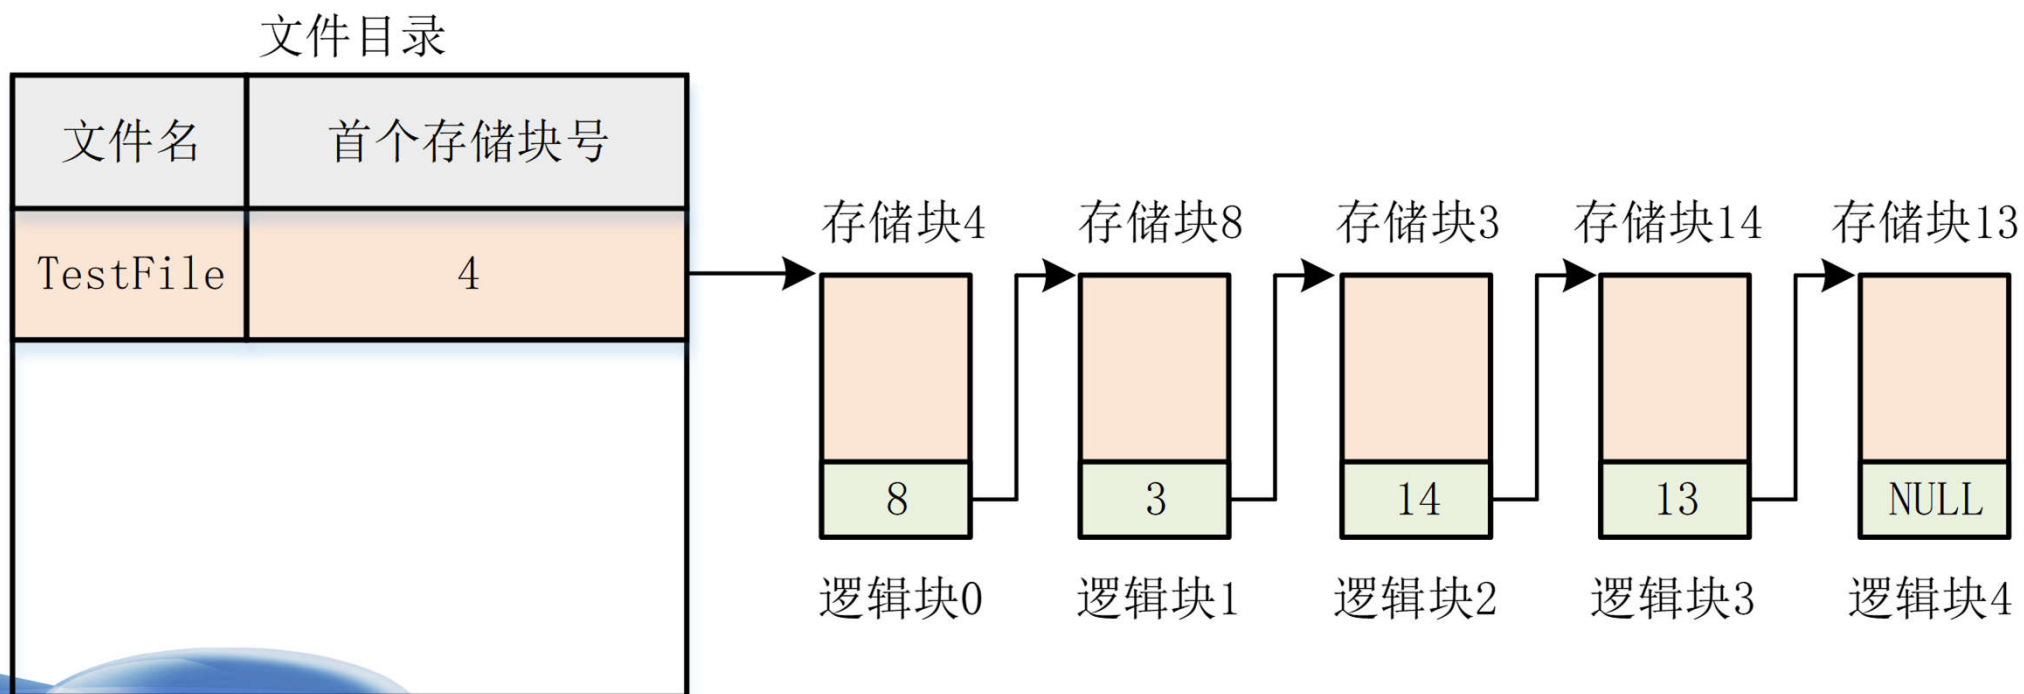 文件目录
文件名 首个存储块号
TestFile 4
存储块4 存储块8 存储块3 存储块14 存储块13
8 3 14 13 NULL
逻辑块0 逻辑块1 逻辑块2 逻辑块3 逻辑块4